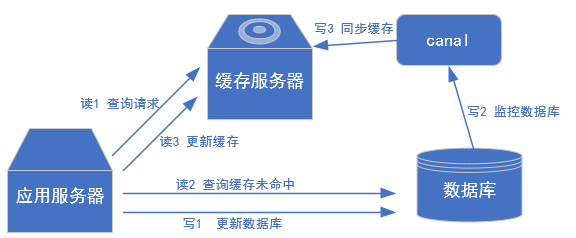 写3 同步缓存
canal
缓存服务器
读1 查询请求
写2 监控数据库
读3 更新缓存
读2 查询缓存未命中
应用服务器
数据库
写1 更新数据库